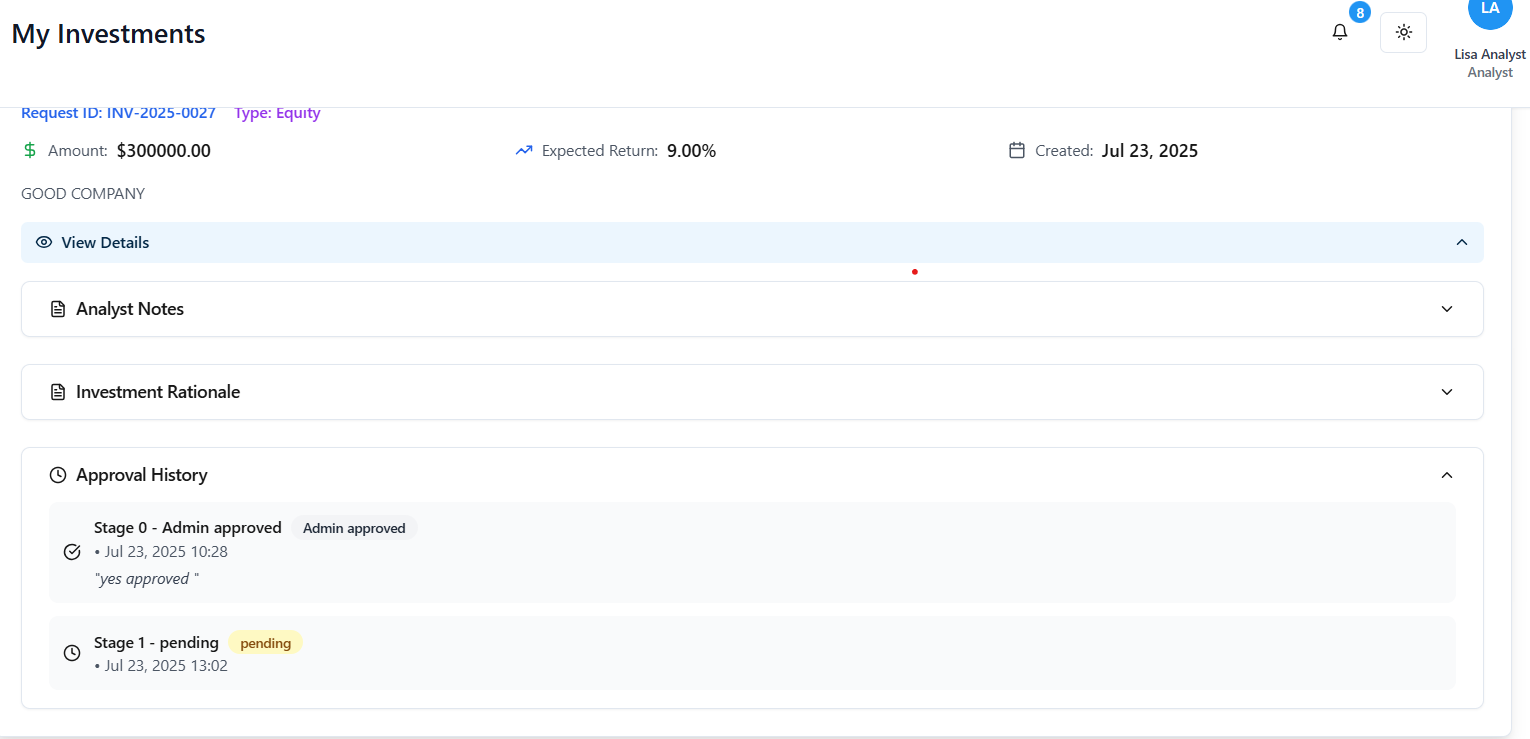 My Investments
8
LA
Lisa Analyst
Analyst
Request ID: INV-2025-0027 Type: Equity
Amount: $300000.00 Expected Return: 9.00% Created: Jul 23, 2025
GOOD COMPANY
View Details
Analyst Notes
Investment Rationale
Approval History
Stage 0 - Admin approved Admin approved
• Jul 23, 2025 10:28
"yes approved "
Stage 1 - pending pending
• Jul 23, 2025 13:02